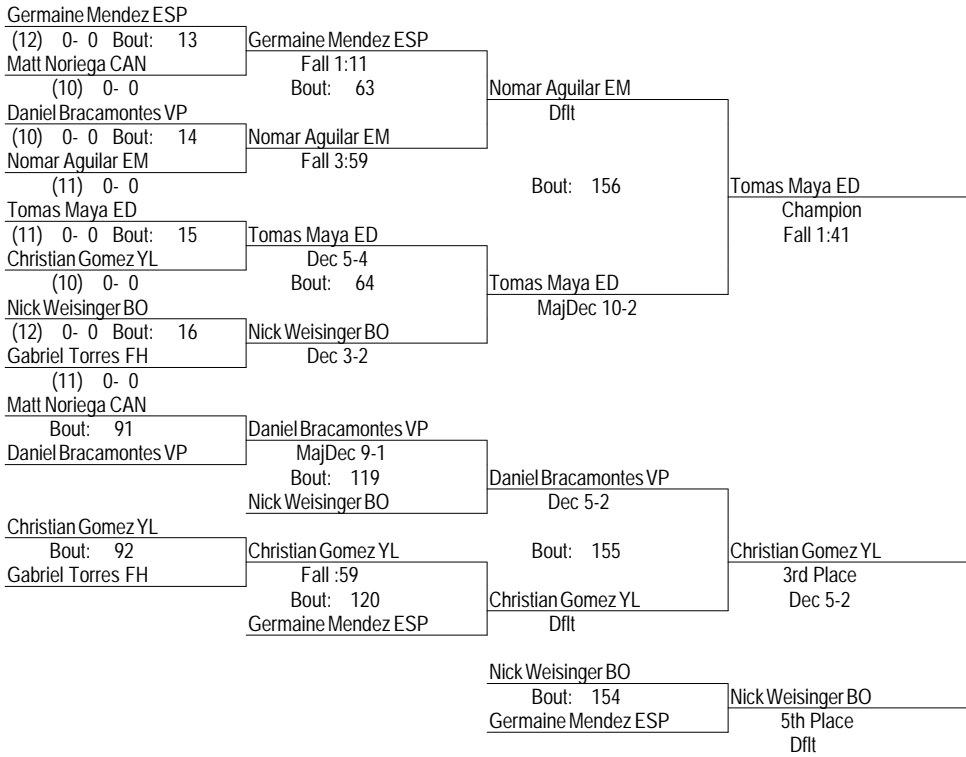 Germaine Mendez ESP
(12) 0- 0 Bout: 13 Germaine Mendez ESP
Matt Noriega CAN Fall 1:11
(10) 0- 0 Bout: 63 Nomar Aguilar EM
Daniel Bracamontes VP Dflt
(10) 0- 0 Bout: 14 Nomar Aguilar EM
Nomar Aguilar EM Fall 3:59
(11) 0- 0 Bout: 156 Tomas Maya ED
Tomas Maya ED Champion
(11) 0- 0 Bout: 15 Tomas Maya ED Fall 1:41
Christian Gomez YL Dec 5-4
(10) 0- 0 Bout: 64 Tomas Maya ED
Nick Weisinger BO MajDec 10-2
(12) 0- 0 Bout: 16 Nick Weisinger BO
Gabriel Torres FH Dec 3-2
(11) 0- 0
Matt Noriega CAN
Bout: 91 Daniel Bracamontes VP
Daniel Bracamontes VP MajDec 9-1
Bout: 119 Daniel Bracamontes VP
Nick Weisinger BO Dec 5-2
Christian Gomez YL
Bout: 92 Christian Gomez YL Bout: 155 Christian Gomez YL
Gabriel Torres FH Fall :59 3rd Place
Bout: 120 Christian Gomez YL Dec 5-2
Germaine Mendez ESP Dflt
Nick Weisinger BO
Bout: 154 Nick Weisinger BO
Germaine Mendez ESP 5th Place
Dflt